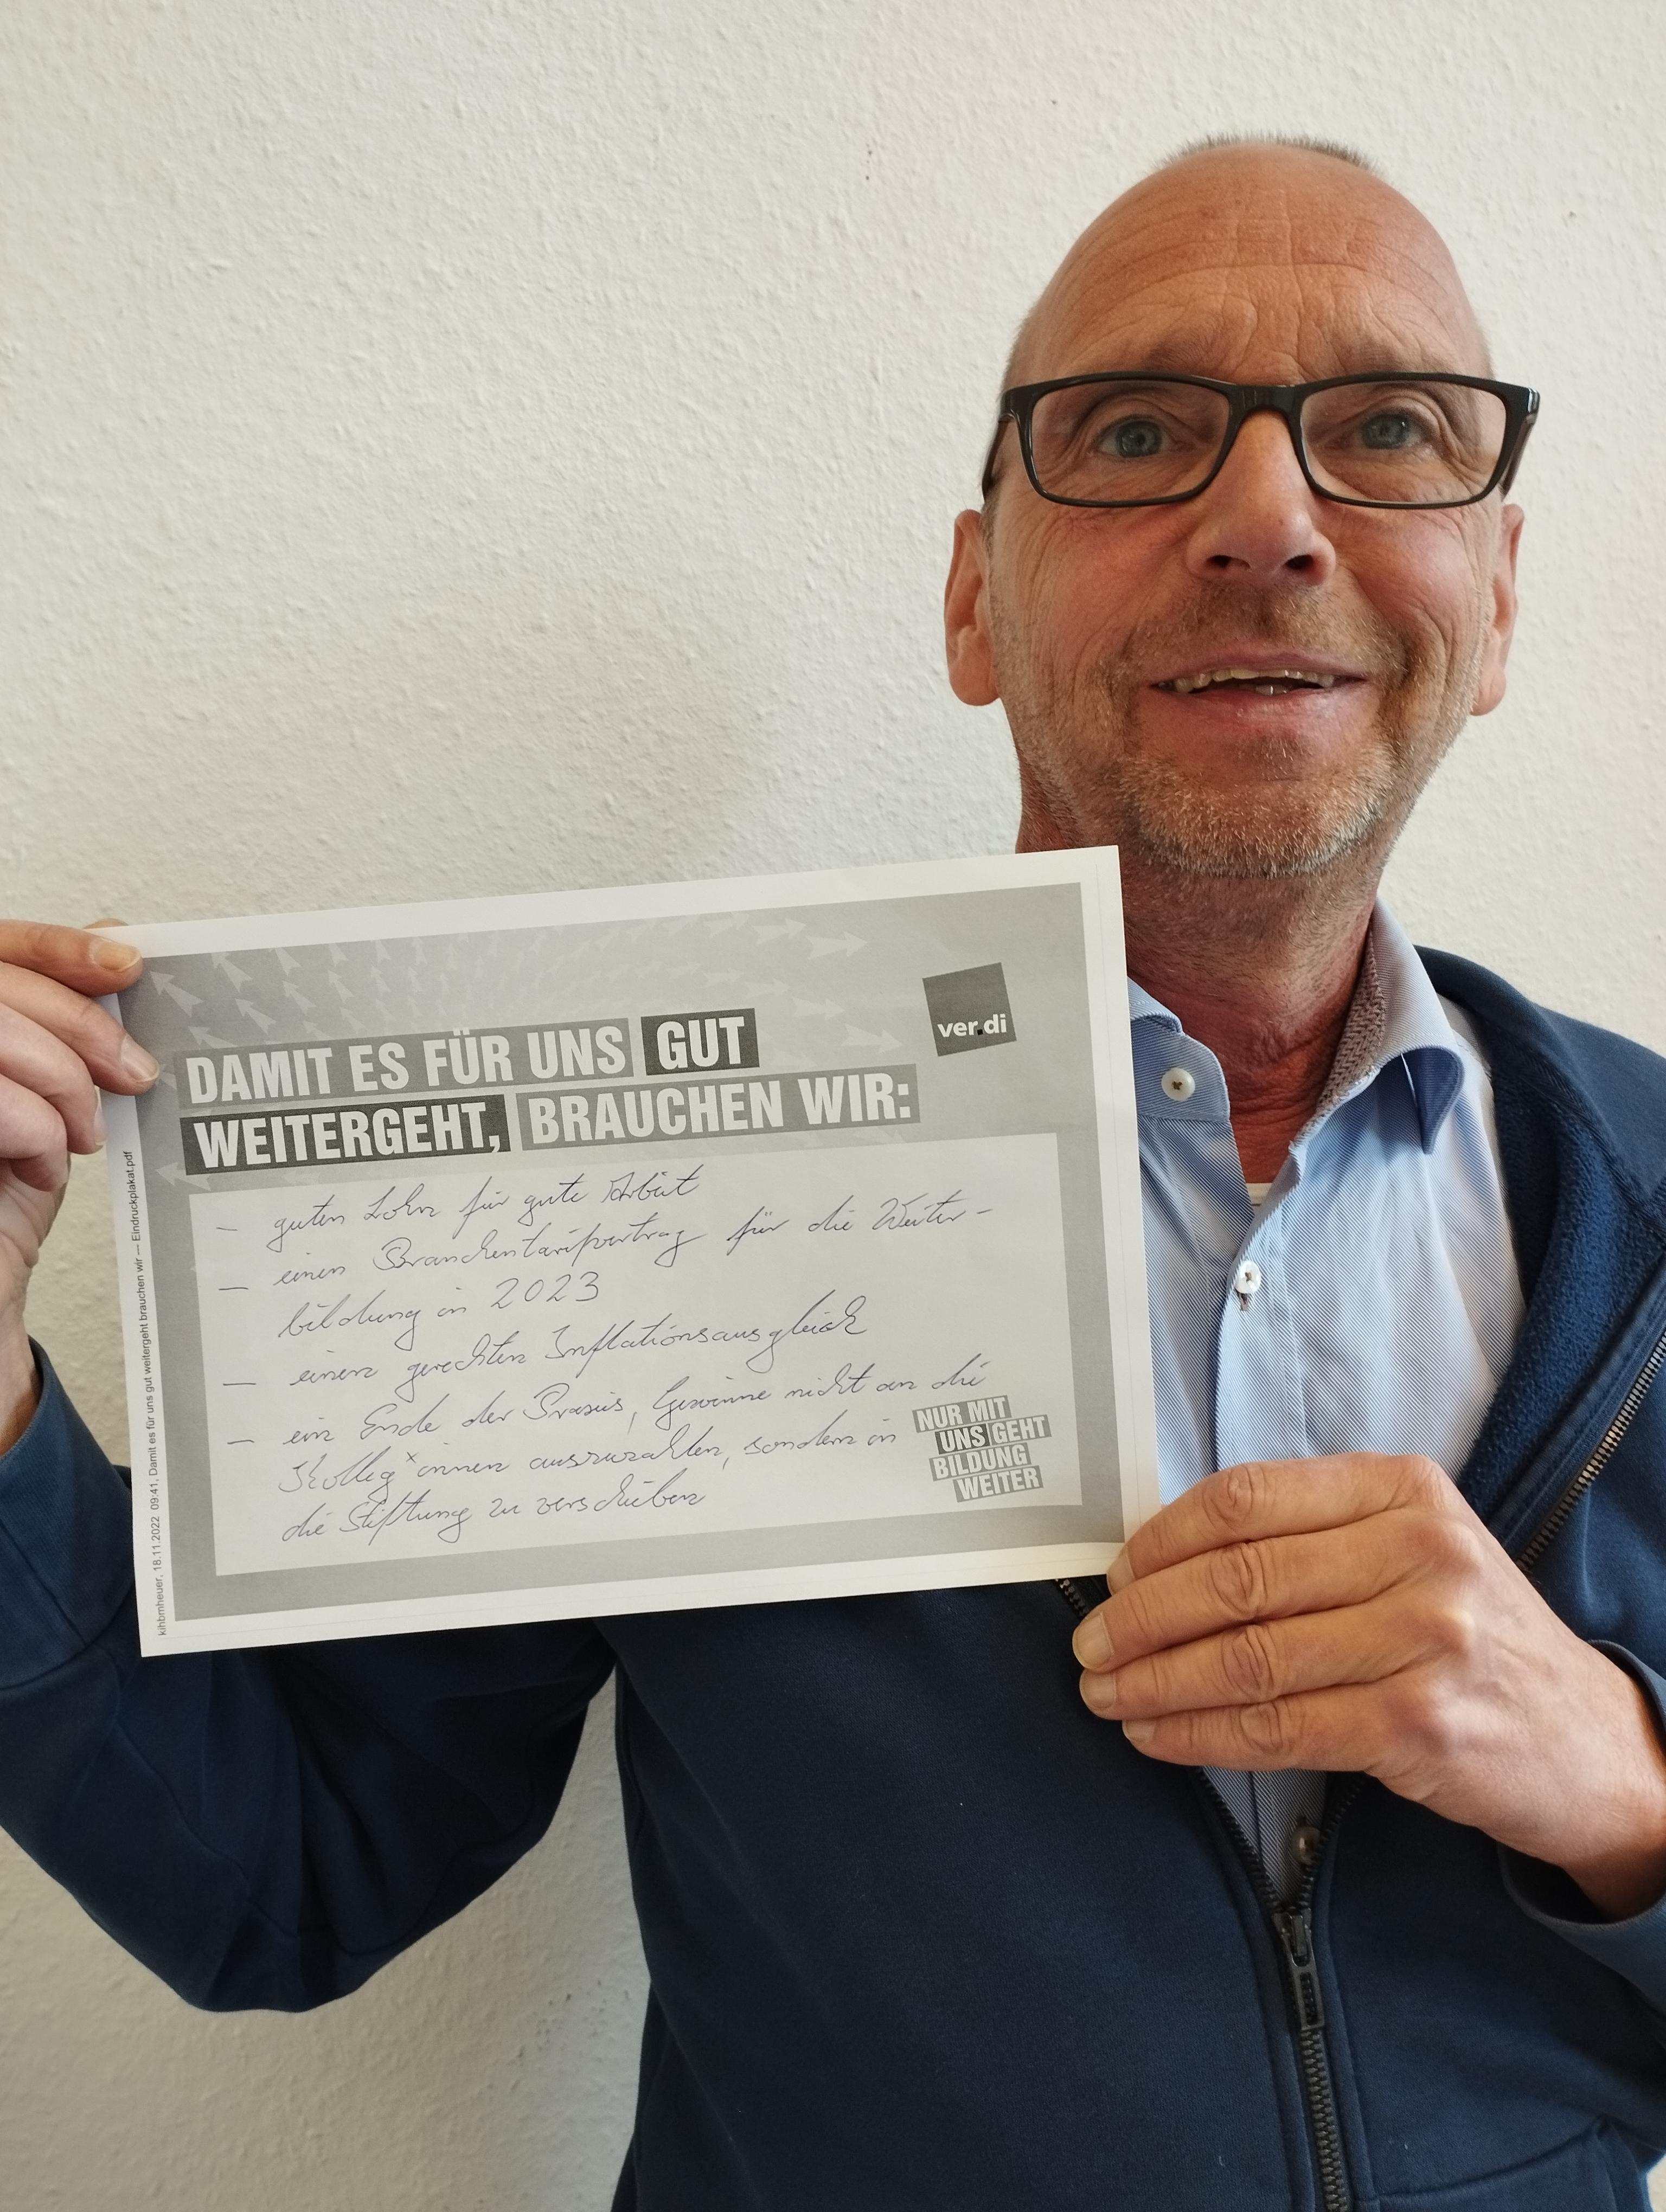 DAMIT ES FÜR UNS GUT
WEITERGEHT, BRAUCHEN WIR:
ver.di
– guten Lohn für gute Arbeit
– einen Branchentarifvertrag für die Weiter-
bildung in 2023
– einen gerechten Inflationsausgleich
– ein Ende der Praxis, Gewinne nicht an die
Kolleg*innen auszuzahlen, sondern in
die Stiftung zu verschieben
NUR MIT
UNS GEHT
BILDUNG
WEITER
kihbmheuer, 18.11.2022 09:41, Damit es für uns gut weitergeht brauchen wir — Eindruckplakat.pdf